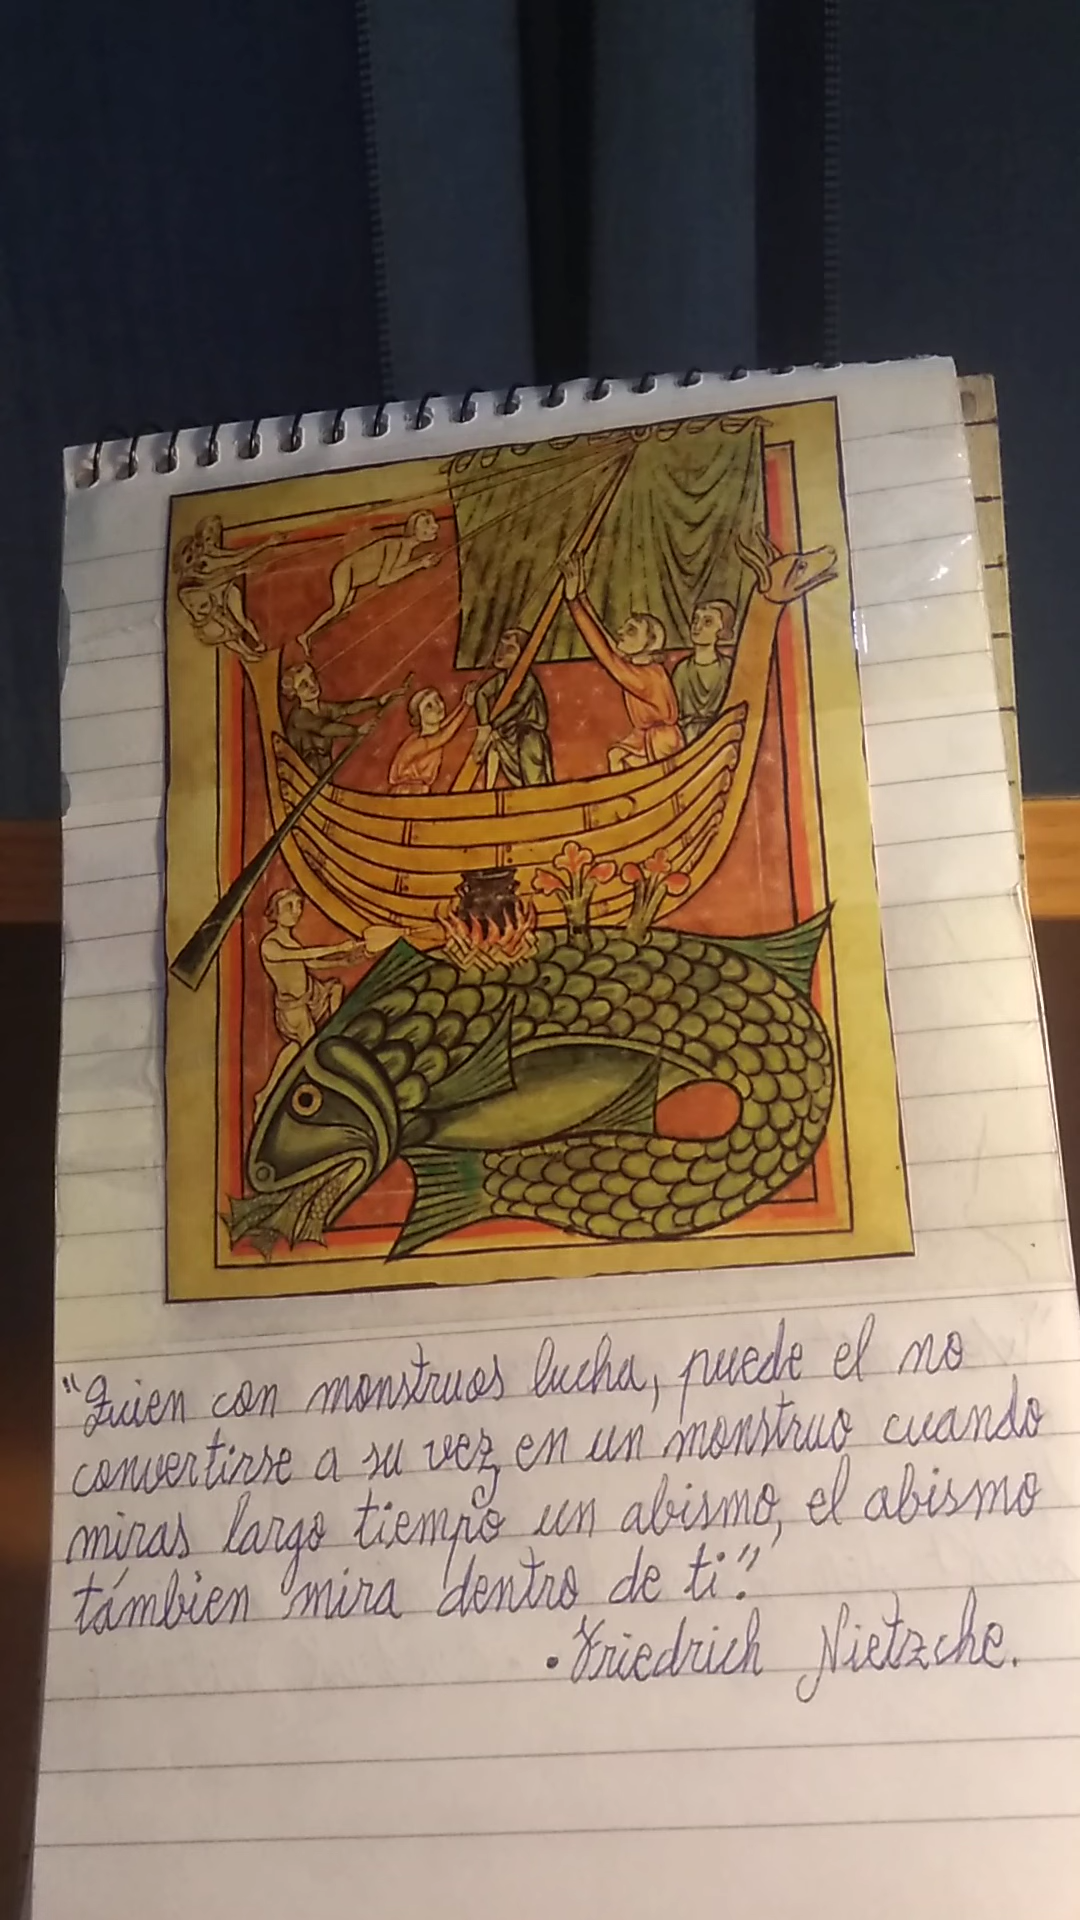 "Quien con monstruos lucha, puede el no
convertirse a su vez en un monstruo cuando
miras largo tiempo un abismo, el abismo
támbien mira dentro de ti."
.Friedrich Nietzche.